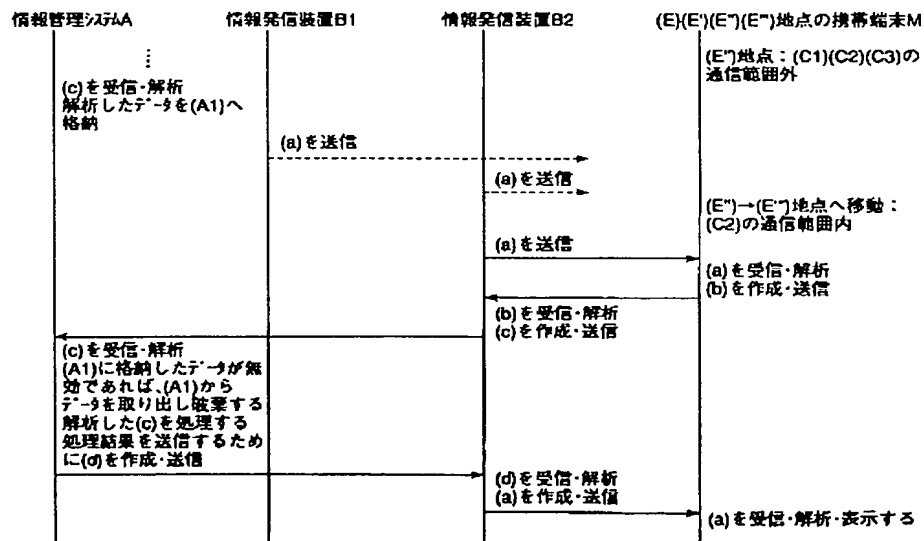 情報管理システムA
情報発信装置B1
情報発信装置B2
(E)(E')(E")(E"')地点の携帯端末M
(E")地点：(C1)(C2)(C3)の
通信範囲外
(c)を受信・解析
解析したデータを(A1)へ
格納
(a)を送信
(a)を送信
(E")→(E"')地点へ移動：
(C2)の通信範囲内
(a)を送信
(a)を受信・解析
(b)を作成・送信
(b)を受信・解析
(c)を作成・送信
(c)を受信・解析
(A1)に格納したデータが無
効であれば、(A1)から
データを取り出し破棄する
解析した(c)を処理する
処理結果を送信するため
に(d)を作成・送信
(d)を受信・解析
(a)を作成・送信
(a)を受信・解析・表示する